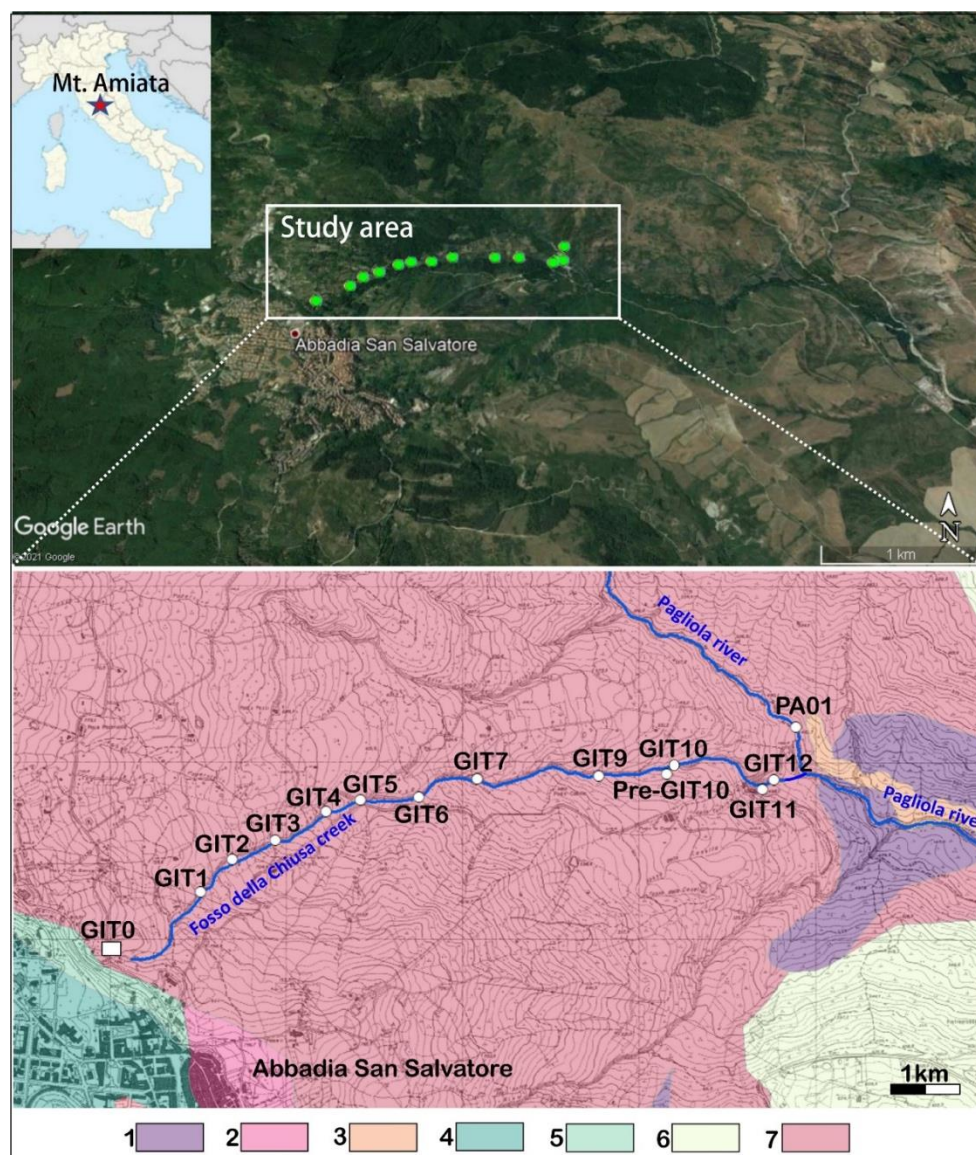 Mt. Amiata
Study area
Abbadia San Salvatore
Google Earth
©2021 Google
N
1 km
Pagliola river
PA01
GIT7
GIT9
GIT10
GIT12
Pre-GIT10
GIT11
Pagliola rive
GIT5
GIT4
GIT6
GIT3
GIT2
Fosso della Chiusa creek
GIT1
GIT0
Abbadia San Salvatore
1km
1 2 3 4 5 6 7